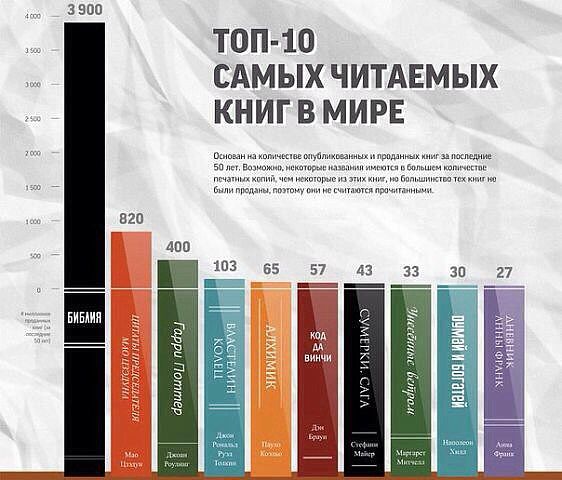 ТОП-10
САМЫХ ЧИТАЕМЫХ
КНИГ В МИРЕ
Основан на количестве опубликованных и проданных книг за последние
50 лет. Возможно, некоторые названия имеются в большем количестве
печатных копий, чем некоторые из этих книг, но большинство тех книг не
были проданы, поэтому они не считаются прочитанными.
4 000
3 500
3 000
2 500
2 000
1 500
1 000
500
0
# миллионов
проданных
книг (за
последние
50 лет)
3 900
БИБЛИЯ
820
ЦИТАТЫ ПРЕДСЕДАТЕЛЯ
МАО ЦЗЭДУНА
Мао
Цзэдун
400
Гарри Поттер
Джоан
Роулинг
103
ВЛАСТЕЛИН
КОЛЕЦ
Джон
Рональд
Руэл
Толкин
65
АЛХИМИК
Пауло
Коэльо
57
КОД
ДА
ВИНЧИ
Дэн
Браун
43
СУМЕРКИ. САГА
Стефани
Майер
33
Унесённые ветром
Маргарет
Митчелл
30
ДУМАЙ И БОГАТЕЙ
Наполеон
Хилл
27
ДНЕВНИК
АННЫ ФРАНК
Анна
Франк